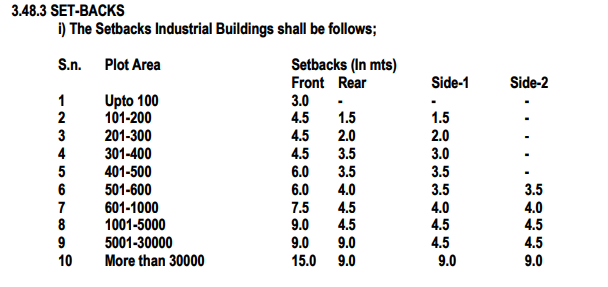 3.48.3 SET-BACKS
i) The Setbacks Industrial Buildings shall be follows;
S.n. Plot Area Setbacks (In mts)
Front Rear Side-1 Side-2
1 Upto 100 3.0 - - -
2 101-200 4.5 1.5 1.5 -
3 201-300 4.5 2.0 2.0 -
4 301-400 4.5 3.5 3.0 -
5 401-500 6.0 3.5 3.5 -
6 501-600 6.0 4.0 3.5 3.5
7 601-1000 7.5 4.5 4.0 4.0
8 1001-5000 9.0 4.5 4.5 4.5
9 5001-30000 9.0 9.0 4.5 4.5
10 More than 30000 15.0 9.0 9.0 9.0